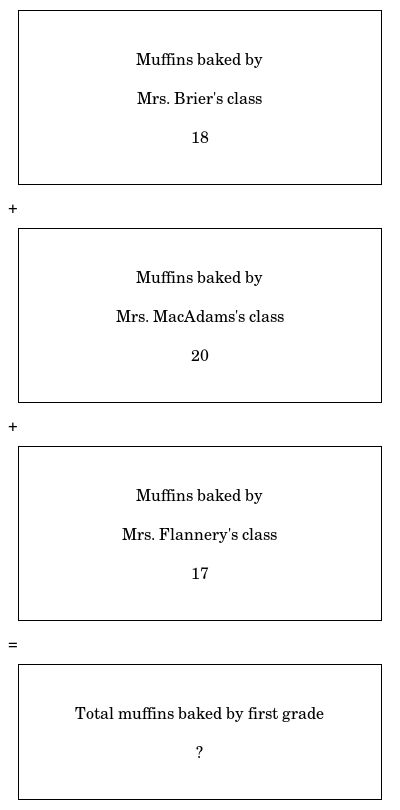 Muffins baked by
Mrs. Brier's class
18
+
Muffins baked by
Mrs. MacAdams's class
20
+
Muffins baked by
Mrs. Flannery's class
17
=
Total muffins baked by first grade
?